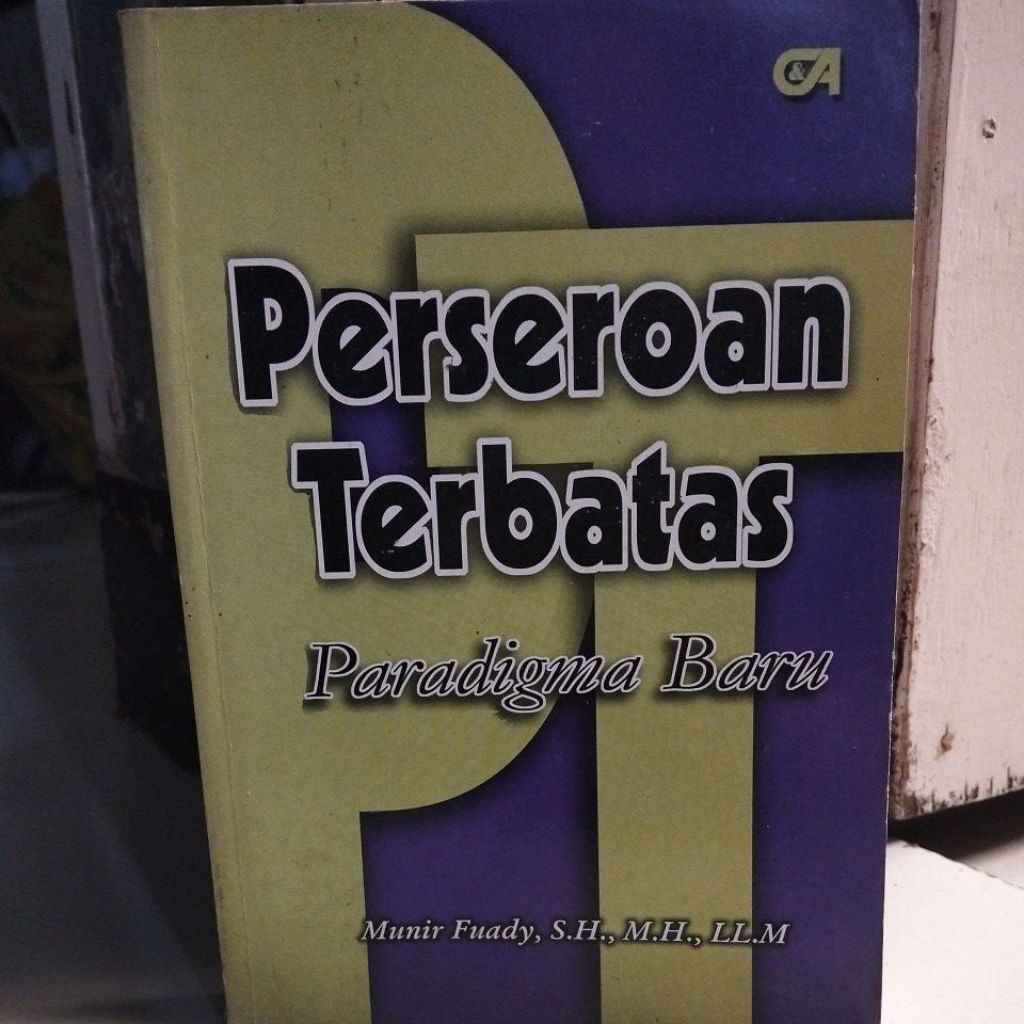 C&A
Perseroan
Terbatas
Paradigma Baru
Munir Fuady, S.H., M.H., LL.M